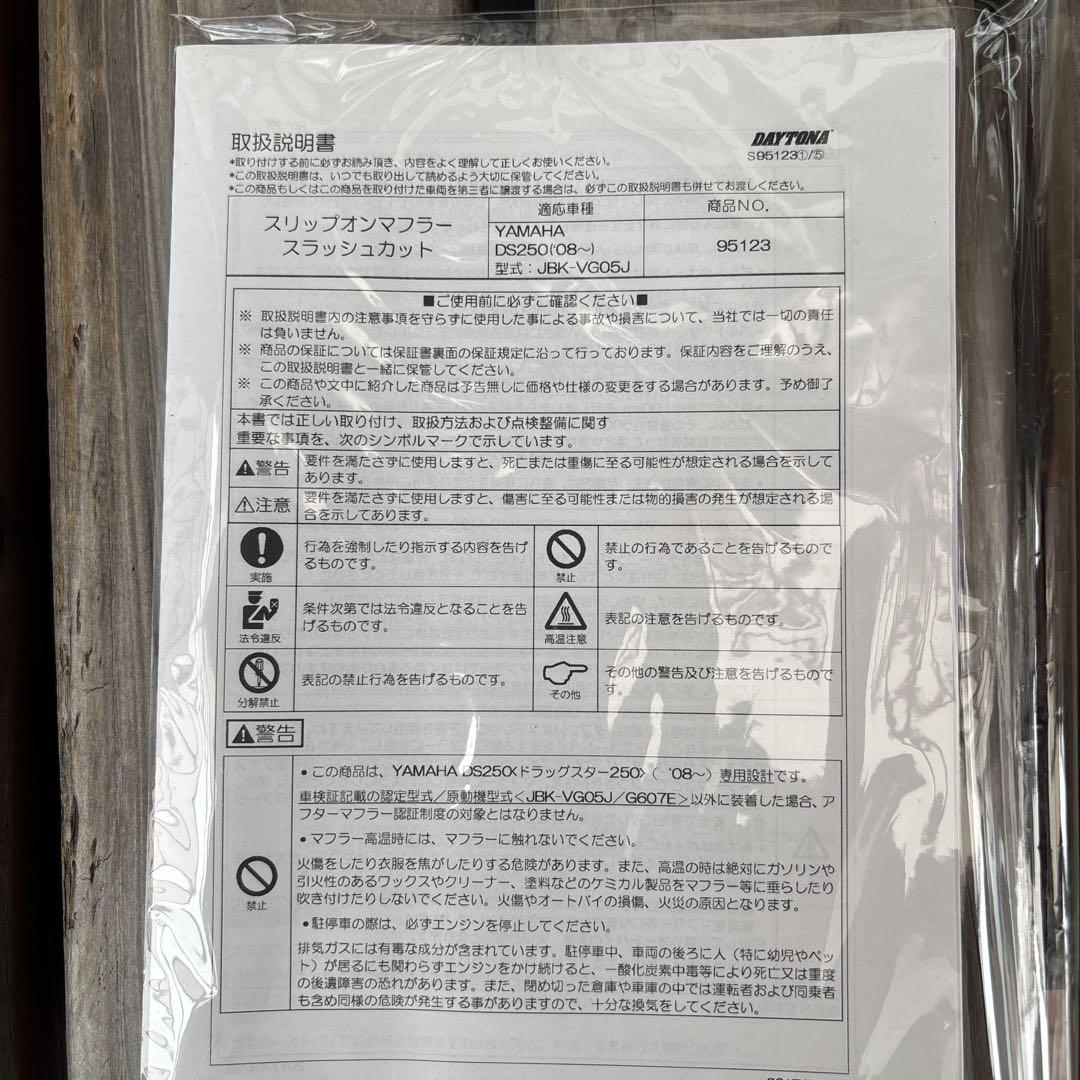 取扱説明書
DAYTONA
S95123①/⑤
*取り付けする前に必ずお読み頂き、内容をよく理解して正しくお使いください。
*この取扱説明書は、いつでも取り出して読めるよう大切に保管してください。
*この商品もしくはこの商品を取り付けた車両を第三者に譲渡する場合は、必ずこの取扱説明書も併せてお渡しください。
スリップオンマフラー
スラッシュカット
適応車種
YAMAHA
DS250('08～)
型式：JBK-VG05J
商品NO.
95123
■ご使用前に必ずご確認ください■
※ 取扱説明書内の注意事項を守らずに使用した事による事故や損害について、当社では一切の責任
は負いません。
※ 商品の保証については保証書裏面の保証規定に沿って行っております。保証内容をご理解のうえ、
この取扱説明書と一緒に保管してください。
※ この商品や文中に紹介した商品は予告無しに価格や仕様の変更をする場合があります。予め御了
承ください。
本書では正しい取り付け、取扱方法および点検整備に関す
重要な事項を、次のシンボルマークで示しています。
警告
要件を満たさずに使用しますと、死亡または重傷に至る可能性が想定される場合を示して
あります。
注意
要件を満たさずに使用しますと、傷害に至る可能性または物的損害の発生が想定される場
合を示してあります。
実施
行為を強制したり指示する内容を告げ
るものです。
禁止
禁止の行為であることを告げるもので
す。
法令違反
条件次第では法令違反となることを告
げるものです。
高温注意
表記の注意を告げるものです。
分解禁止
表記の禁止行為を告げるものです。
その他
その他の警告及び注意を告げるもので
す。
警告
禁止
・この商品は、YAMAHA DS250<ドラッグスター250>( '08～) 専用設計です。
車検証記載の認定型式／原動機型式<JBK-VG05J／G607E>以外に装着した場合、ア
フターマフラー認証制度の対象とはなりません。
・マフラー高温時には、マフラーに触れないでください。
火傷をしたり衣服を焦がしたりする危険があります。また、高温の時は絶対にガソリンや
引火性のあるワックスやクリーナー、塗料などのケミカル製品をマフラー等に垂らしたり
吹き付けたりしないでください。火傷やオートバイの損傷、火災の原因となります。
・駐停車の際は、必ずエンジンを停止してください。
排気ガスには有毒な成分が含まれています。駐停車中、車両の後ろに人（特に幼児やペッ
ト）が居るにも関わらずエンジンをかけ続けると、一酸化炭素中毒等により死亡又は重度
の後遺障害の恐れがあります。また、閉め切った倉庫や車庫の中では運転者および同乗者
も含め同様の危険が発生する事がありますので、十分な換気をしてください。